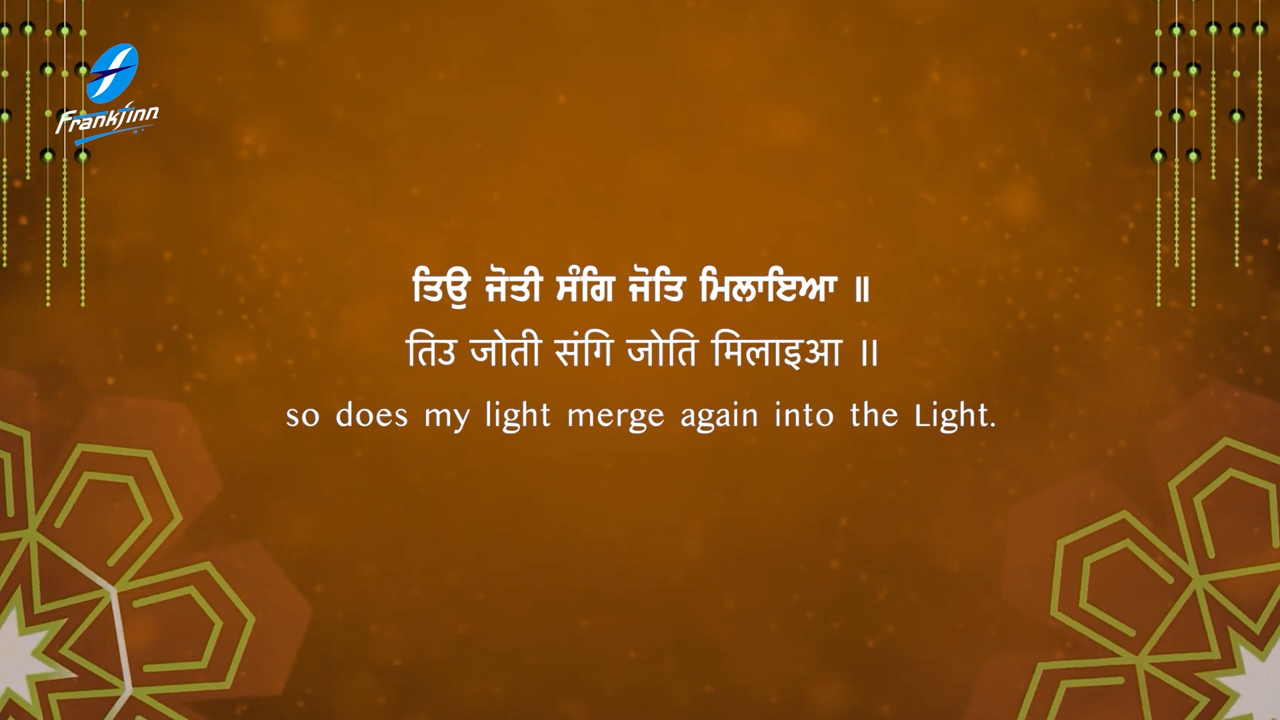 Frankfinn
ਤਿਉ ਜੋਤੀ ਸੰਗਿ ਜੋਤਿ ਮਿਲਾਇਆ ॥
तिउ जोती संगि जोति मिलाइआ ॥
so does my light merge again into the Light.